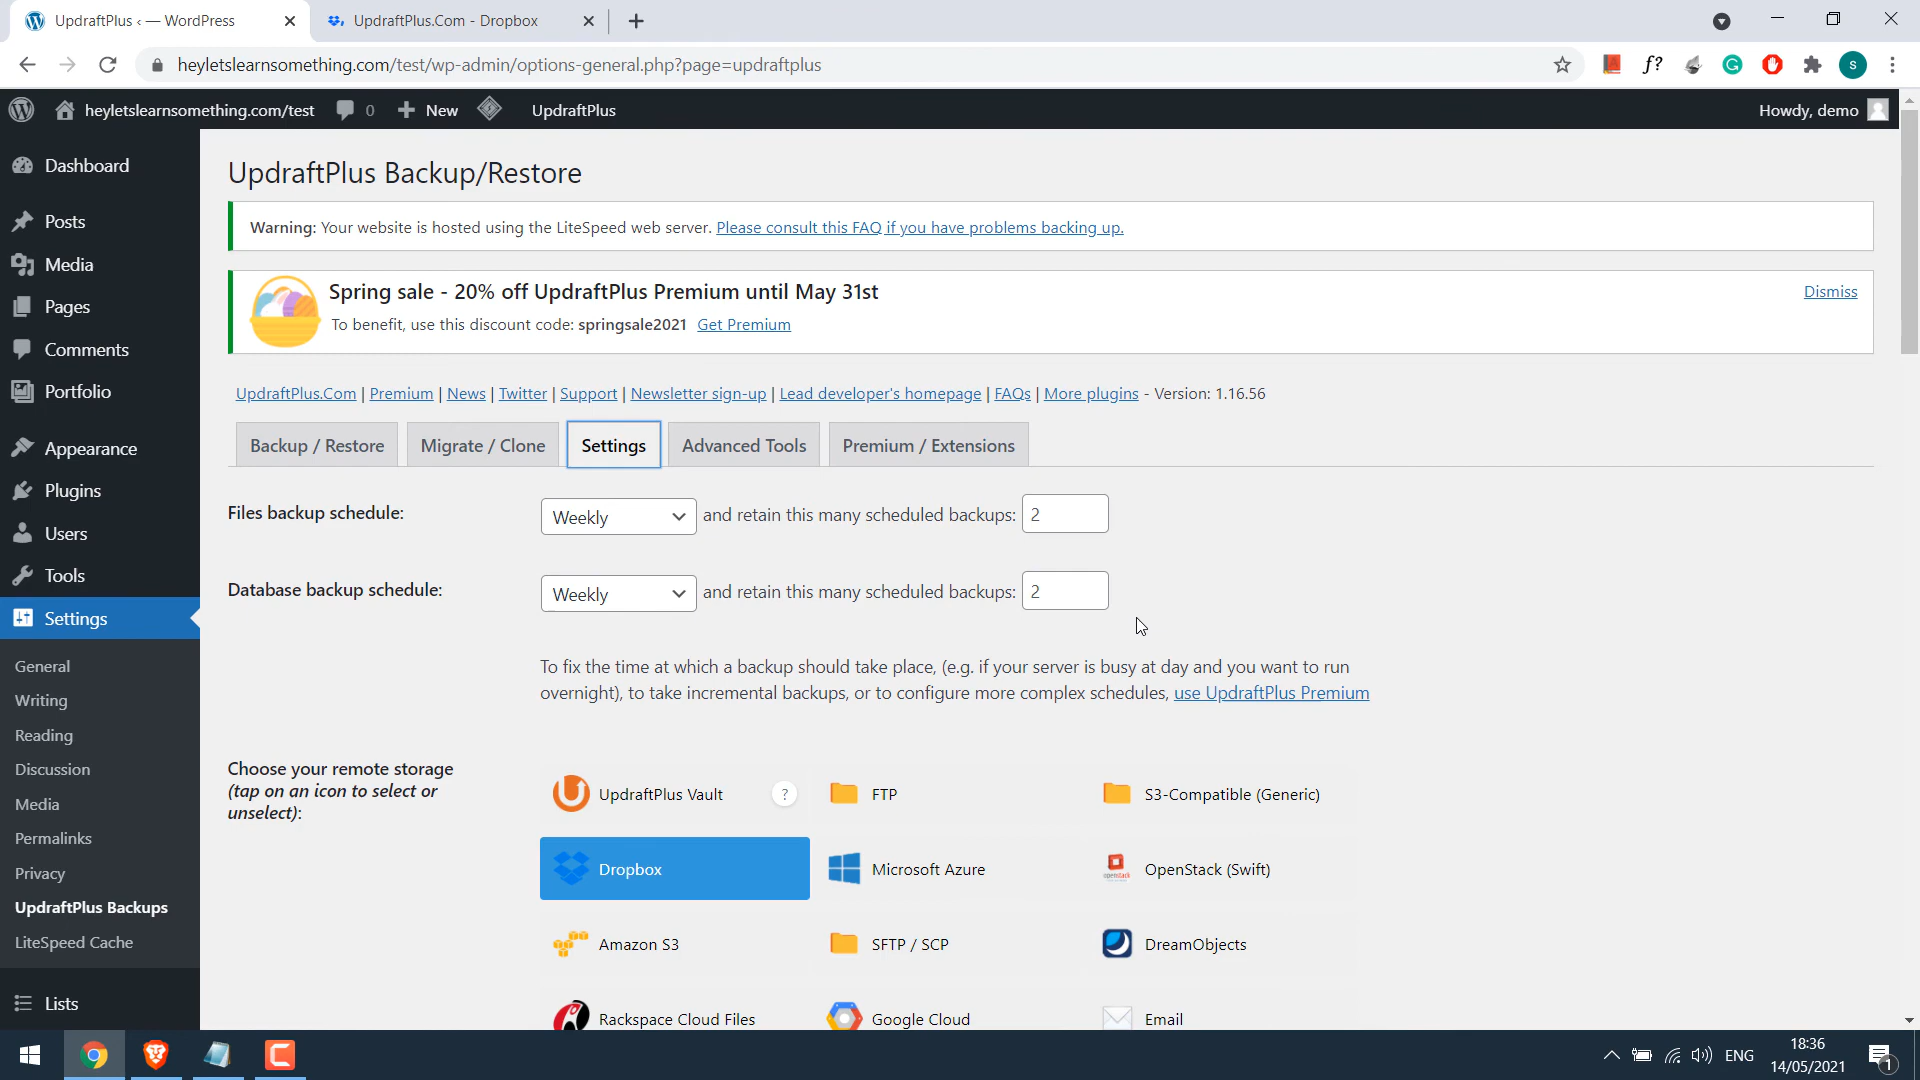 UpdraftPlus ‹ — WordPress
UpdraftPlus.Com - Dropbox
heyletslearnsomething.com/test/wp-admin/options-general.php?page=updraftplus
f?
S
heyletslearnsomething.com/test
0
New
UpdraftPlus
Howdy, demo
Dashboard
Posts
Media
Pages
Comments
Portfolio
Appearance
Plugins
Users
Tools
Settings
General
Writing
Reading
Discussion
Media
Permalinks
Privacy
UpdraftPlus Backups
LiteSpeed Cache
Lists
UpdraftPlus Backup/Restore
Warning: Your website is hosted using the LiteSpeed web server. Please consult this FAQ if you have problems backing up.
Spring sale - 20% off UpdraftPlus Premium until May 31st
Dismiss
To benefit, use this discount code: springsale2021 Get Premium
UpdraftPlus.Com | Premium | News | Twitter | Support | Newsletter sign-up | Lead developer's homepage | FAQs | More plugins - Version: 1.16.56
Backup / Restore
Migrate / Clone
Settings
Advanced Tools
Premium / Extensions
Files backup schedule:
Weekly
and retain this many scheduled backups: 2
Database backup schedule:
Weekly
and retain this many scheduled backups: 2
To fix the time at which a backup should take place, (e.g. if your server is busy at day and you want to run
overnight), to take incremental backups, or to configure more complex schedules, use UpdraftPlus Premium
Choose your remote storage
(tap on an icon to select or
unselect):
UpdraftPlus Vault
?
FTP
S3-Compatible (Generic)
Dropbox
Microsoft Azure
openstack
OpenStack (Swift)
Amazon S3
SFTP / SCP
DreamObjects
Rackspace Cloud Files
Google Cloud
Email
ENG
18:36
14/05/2021
1